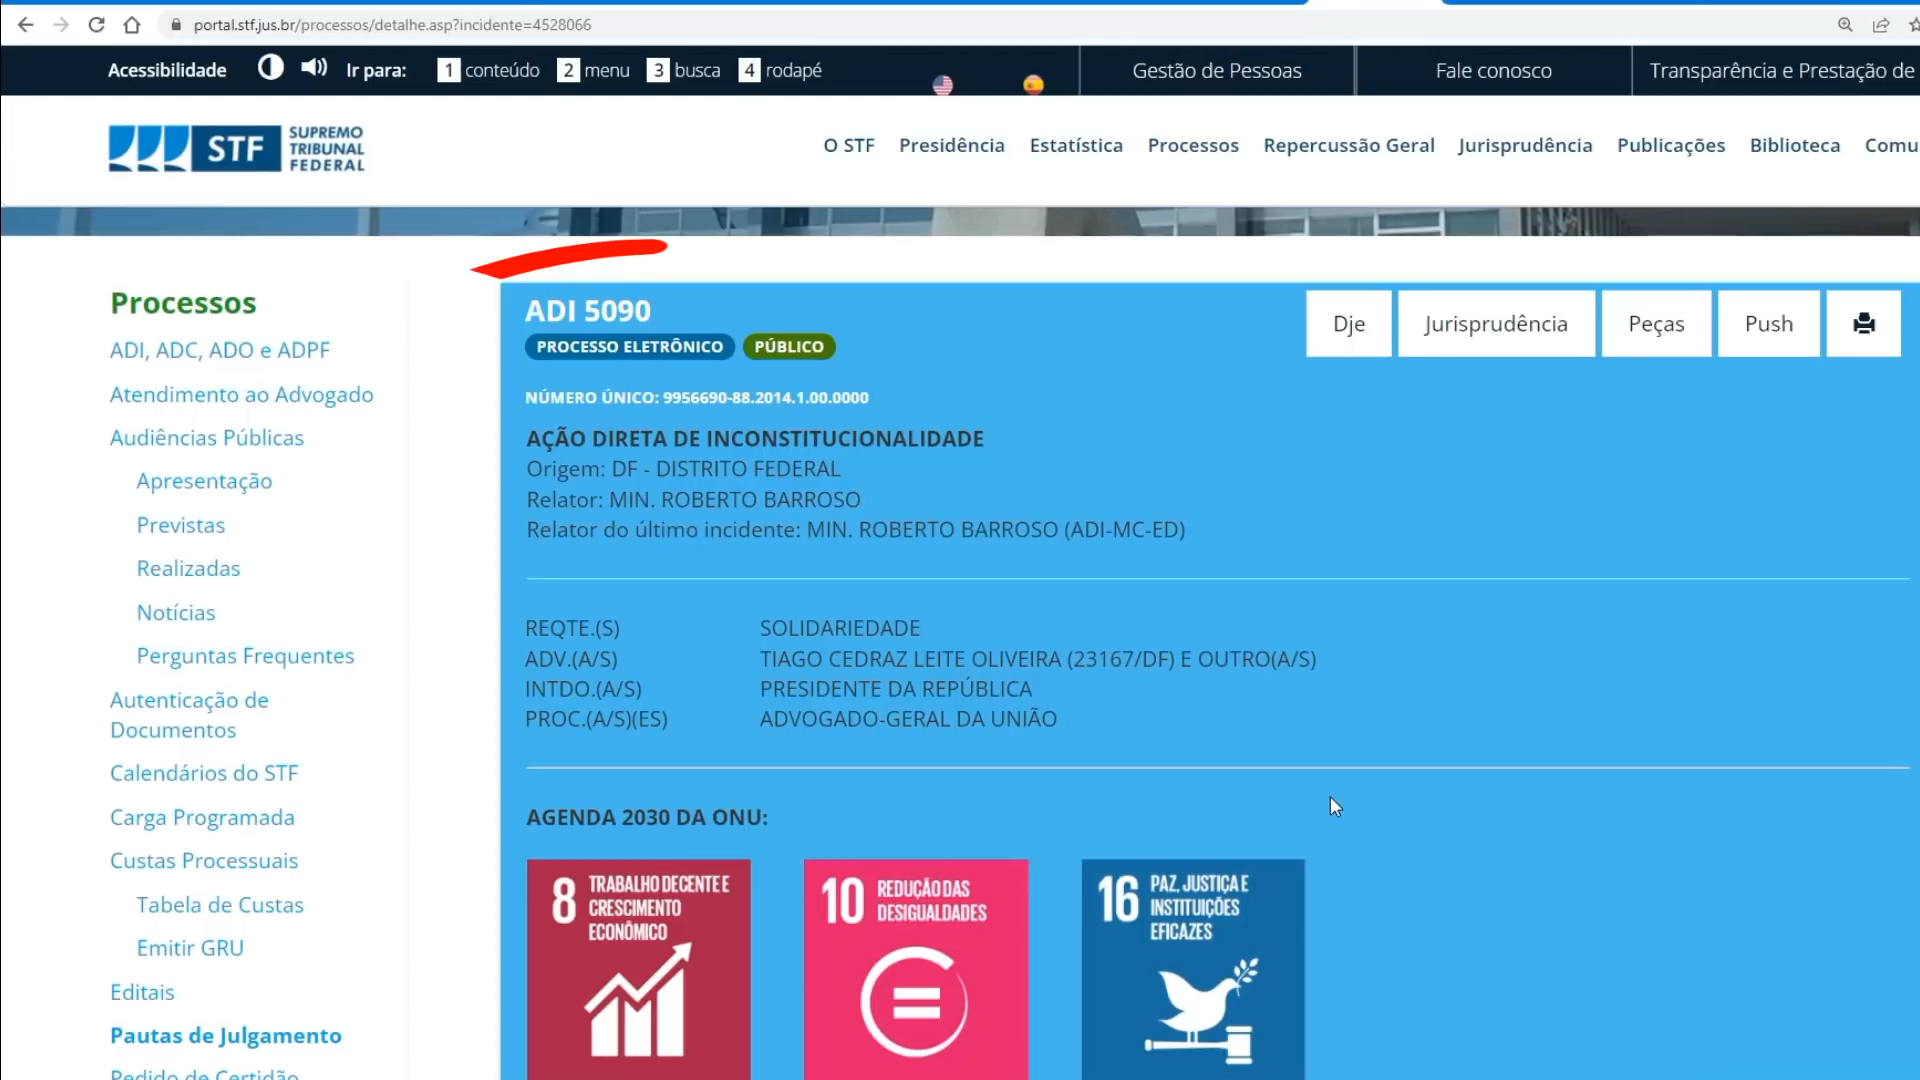 portal.stf.jus.br/processos/detalhe.asp?incidente=4528066
Acessibilidade Ir para: 1 conteúdo 2 menu 3 busca 4 rodapé Gestão de Pessoas Fale conosco Transparência e Prestação de
STF SUPREMO
TRIBUNAL
FEDERAL
O STF Presidência Estatística Processos Repercussão Geral Jurisprudência Publicações Biblioteca Comu
Processos
ADI, ADC, ADO e ADPF
Atendimento ao Advogado
Audiências Públicas
Apresentação
Previstas
Realizadas
Notícias
Perguntas Frequentes
Autenticação de
Documentos
Calendários do STF
Carga Programada
Custas Processuais
Tabela de Custas
Emitir GRU
Editais
Pautas de Julgamento
Pedido de Certidão
ADI 5090
PROCESSO ELETRÔNICO PÚBLICO
Dje Jurisprudência Peças Push
NÚMERO ÚNICO: 9956690-88.2014.1.00.0000
AÇÃO DIRETA DE INCONSTITUCIONALIDADE
Origem: DF - DISTRITO FEDERAL
Relator: MIN. ROBERTO BARROSO
Relator do último incidente: MIN. ROBERTO BARROSO (ADI-MC-ED)
REQTE.(S) SOLIDARIEDADE
ADV.(A/S) TIAGO CEDRAZ LEITE OLIVEIRA (23167/DF) E OUTRO(A/S)
INTDO.(A/S) PRESIDENTE DA REPÚBLICA
PROC.(A/S)(ES) ADVOGADO-GERAL DA UNIÃO
AGENDA 2030 DA ONU:
8 TRABALHO DECENTE E
CRESCIMENTO
ECONÔMICO
10 REDUÇÃO DAS
DESIGUALDADES
16 PAZ, JUSTIÇA E
INSTITUIÇÕES
EFICAZES